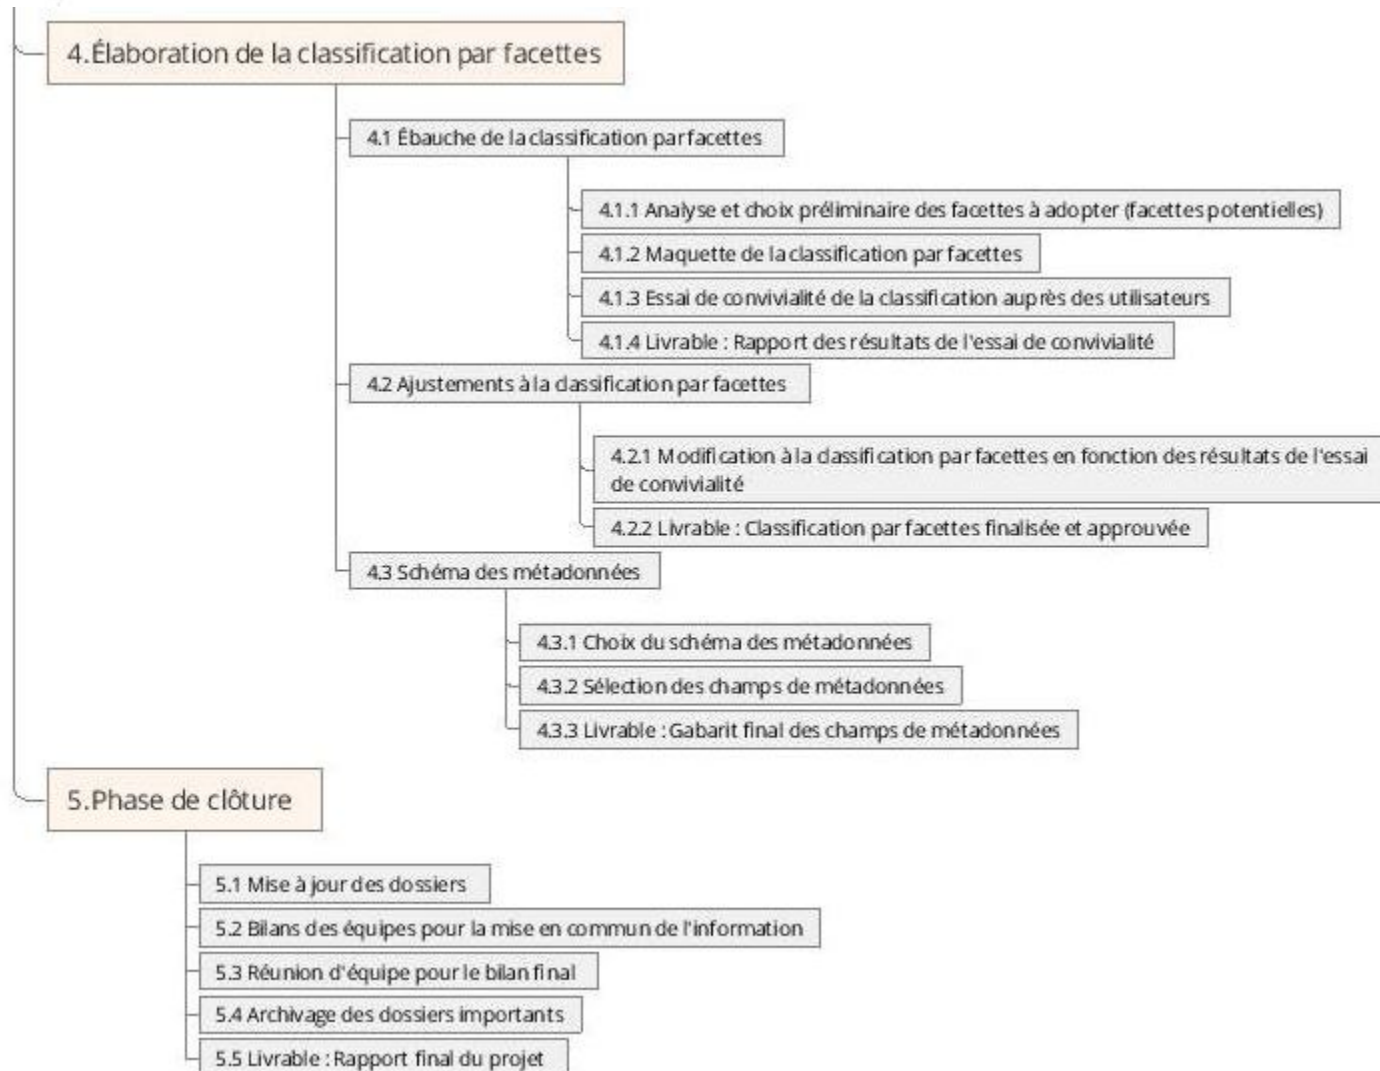 4.Élaboration de la classification par facettes
4.1 Ébauche de la classification par facettes
4.1.1 Analyse et choix préliminaire des facettes à adopter (facettes potentielles)
4.1.2 Maquette de la classification par facettes
4.1.3 Essai de convivialité de la classification auprès des utilisateurs
4.1.4 Livrable : Rapport des résultats de l'essai de convivialité
4.2 Ajustements à la classification par facettes
4.2.1 Modification à la classification par facettes en fonction des résultats de l'essai
de convivialité
4.2.2 Livrable : Classification par facettes finalisée et approuvée
4.3 Schéma des métadonnées
4.3.1 Choix du schéma des métadonnées
4.3.2 Sélection des champs de métadonnées
4.3.3 Livrable : Gabarit final des champs de métadonnées
5.Phase de clôture
5.1 Mise à jour des dossiers
5.2 Bilans des équipes pour la mise en commun de l'information
5.3 Réunion d'équipe pour le bilan final
5.4 Archivage des dossiers importants
5.5 Livrable : Rapport final du projet